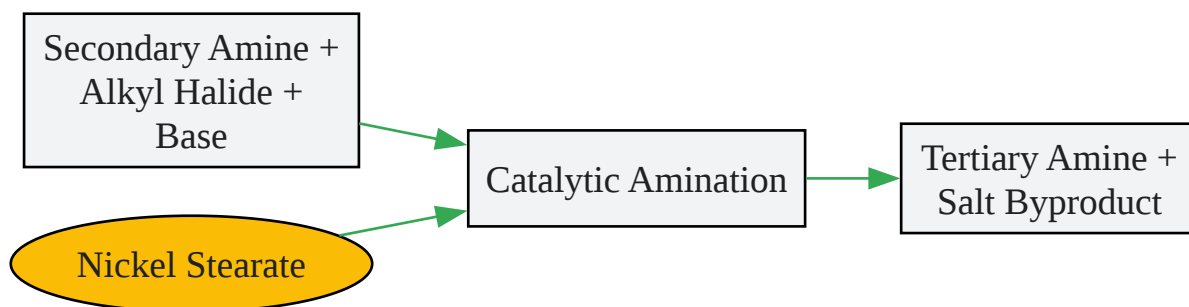 Secondary Amine +
Alkyl Halide +
Base
Nickel Stearate
Catalytic Amination
Tertiary Amine +
Salt Byproduct